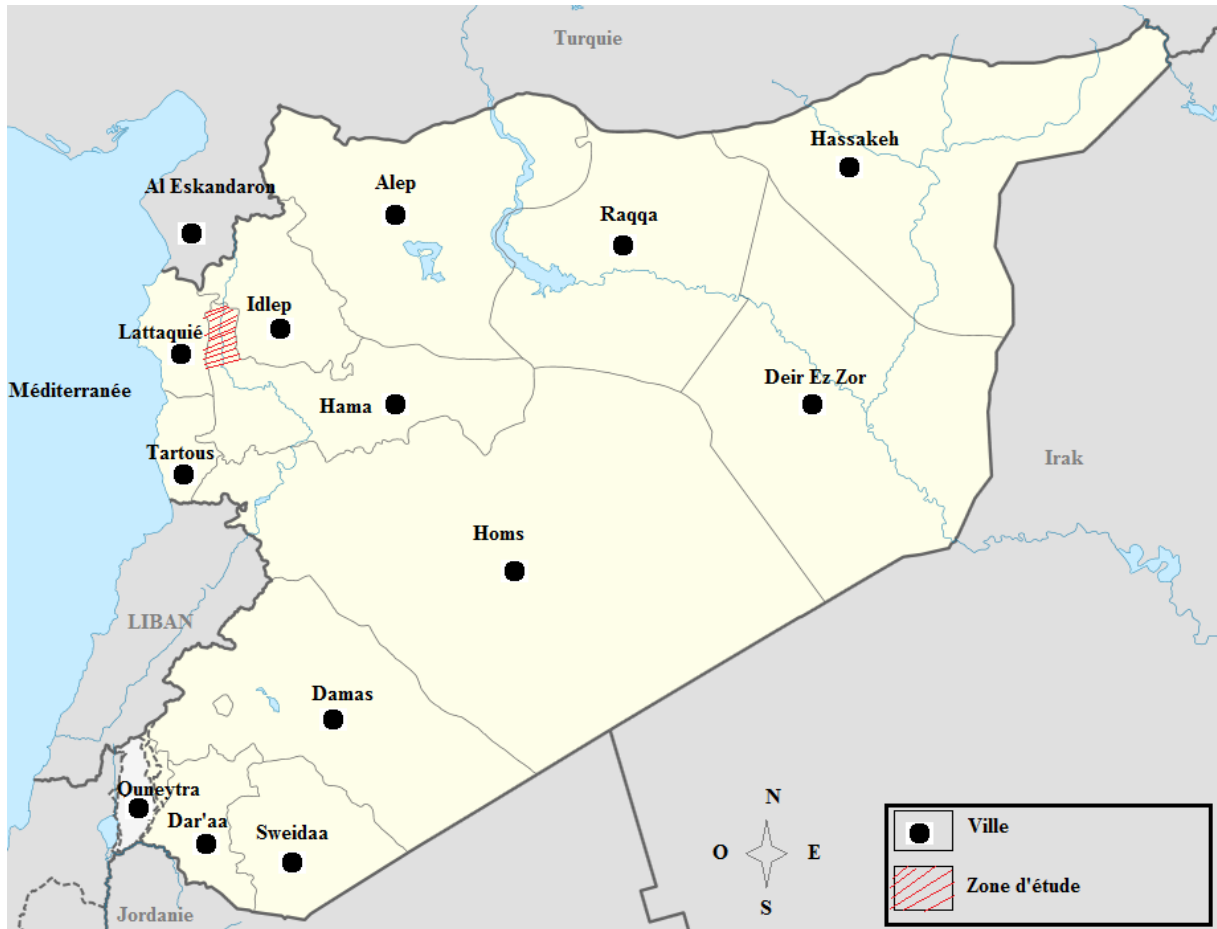 Turquie
Hassakeh
Al Eskandaron
Alep
Raqqa
Idlep
Lattaquié
Deir Ez Zor
Méditerranée
Hama
Tartous
Irak
Homs
LIBAN
Damas
Ouneytra
Dar'aa
Sweidaa
Jordanie
N
O
E
S
Ville
Zone d'étude